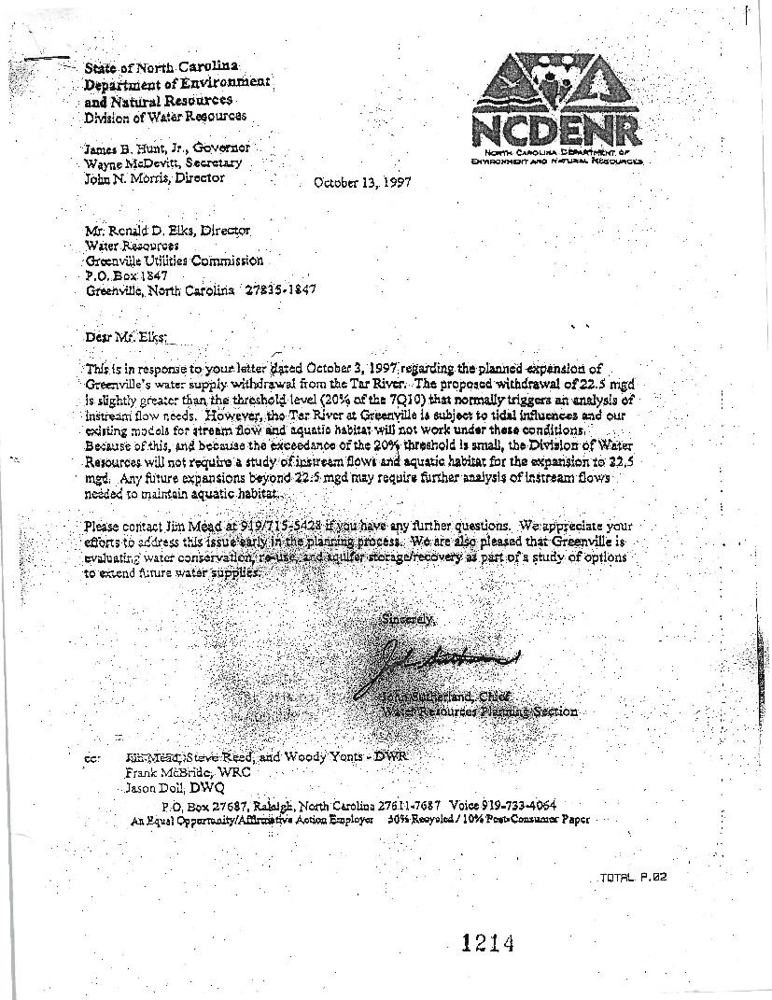 State of North Carolina
Department of Environment
and Natural Resources
Division of Water Resources
James B. Hunt, Jr., Governor
Wayne McDevitt, Secretary
John N. Morris, Director
NCDENR
NORTH CAROLINA DEPARTMENT OF
ENVIRONMENT AND NATURAL RESOURCES
October 13, 1997
Mr. Ronald D. Elks, Director
Water Resources
Greenville Utilities Commission
P.O. Box 1847
Greenville, North Carolina 27835-1847
Dear Mr. Elks:
This is in response to your letter dated October 3, 1997 regarding the planned expansion of
Greenville's water supply withdrawal from the Tar River. The proposed withdrawal of 22.5 mgd
is slightly greater than the threshold level (20% of the 7Q10) that normally triggers an analysis of
instream flow needs. However, the Tar River at Greenville is subject to tidal influences and our
existing models for stream flow and aquatic habitat will not work under these conditions.
Because of this, and because the exceedance of the 20% threshold is small, the Division of Water
Resources will not require a study of instream flows and aquatic habitat for the expansion to 22.5
mgd. Any future expansions beyond 22.5 mgd may require further analysis of instream flows
needed to maintain aquatic habitat.
Please contact Jim Mead at 919/715-5428 if you have any further questions. We appreciate your
efforts to address this issue early in the planning process. We are also pleased that Greenville is
evaluating water conservation, re-use, and aquifer storage/recovery as part of a study of options
to extend future water supplies.
Sincerely,
John Sutherland, Chief
Water Resources Planning Section
cc: Jim Mead, Steve Reed, and Woody Yonts - DWR
Frank McBride, WRC
Jason Doll, DWQ
P.O. Box 27687, Raleigh, North Carolina 27611-7687 Voice 919-733-4064
An Equal Opportunity/Affirmative Action Employer 50% Recycled / 10% Post-Consumer Paper
TOTAL P.02
1214